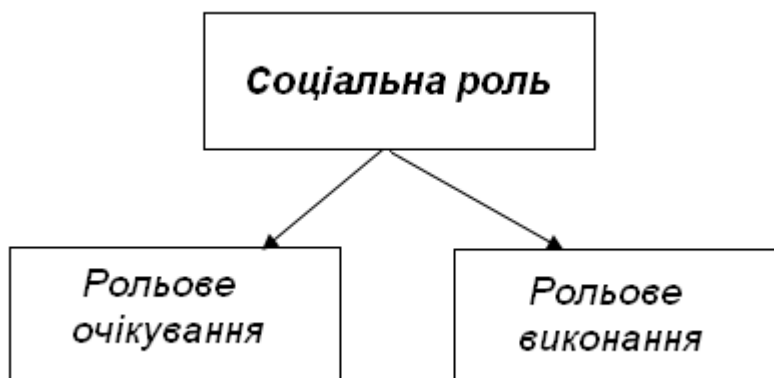 Соціальна роль
Рольове
очікування
Рольове
виконання